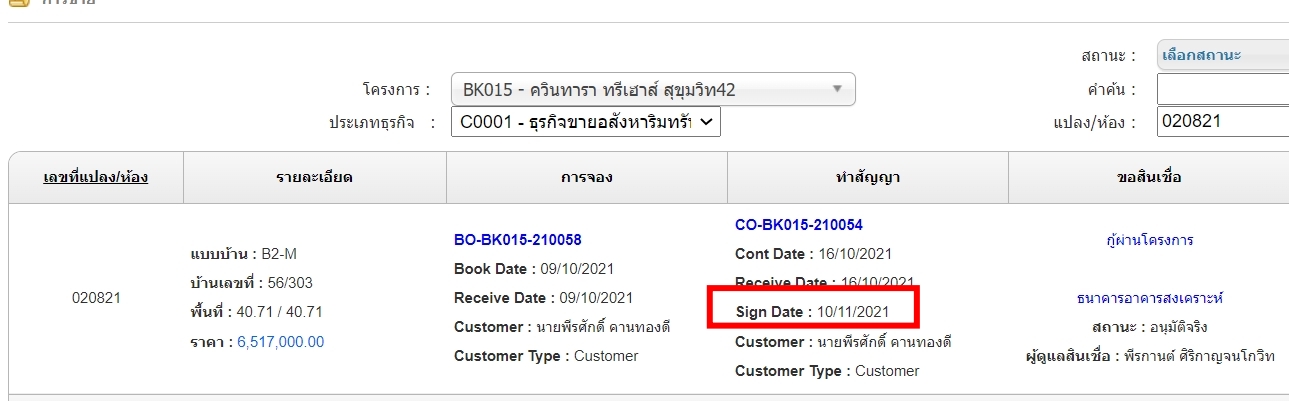 การขาย
สถานะ : เลือกสถานะ
โครงการ : BK015 - ควินทารา ทรีเฮาส์ สุขุมวิท42
คำค้น :
ประเภทธุรกิจ : C0001 - ธุรกิจขายอสังหาริมทรั
แปลง/ห้อง : 020821
เลขที่แปลง/ห้อง
รายละเอียด
การจอง
ทำสัญญา
ขอสินเชื่อ
020821
แบบบ้าน : B2-M
บ้านเลขที่ : 56/303
พื้นที่ : 40.71 / 40.71
ราคา : 6,517,000.00
BO-BK015-210058
Book Date : 09/10/2021
Receive Date : 09/10/2021
Customer : นายพีรศักดิ์ คานทองดี
Customer Type : Customer
CO-BK015-210054
Cont Date : 16/10/2021
Receive Date : 16/10/2021
Sign Date : 10/11/2021
Customer : นายพีรศักดิ์ คานทองดี
Customer Type : Customer
กู้ผ่านโครงการ
ธนาคารอาคารสงเคราะห์
สถานะ : อนุมัติจริง
ผู้ดูแลสินเชื่อ : พีรกานต์ ศิริกาญจนโกวิท